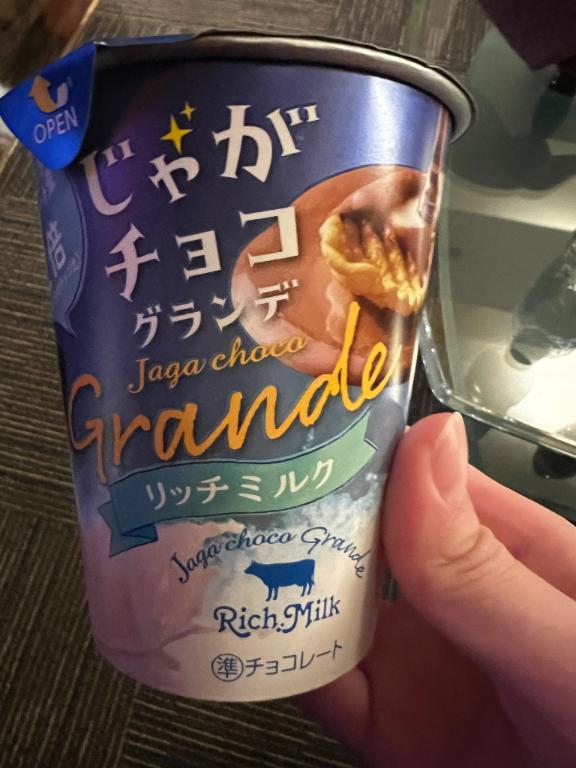 OPEN
倍
じゃが
チョコ
グランデ
Jaga choco
Grande
リッチミルク
Jaga choco Grande
Rich Milk
準チョコレート